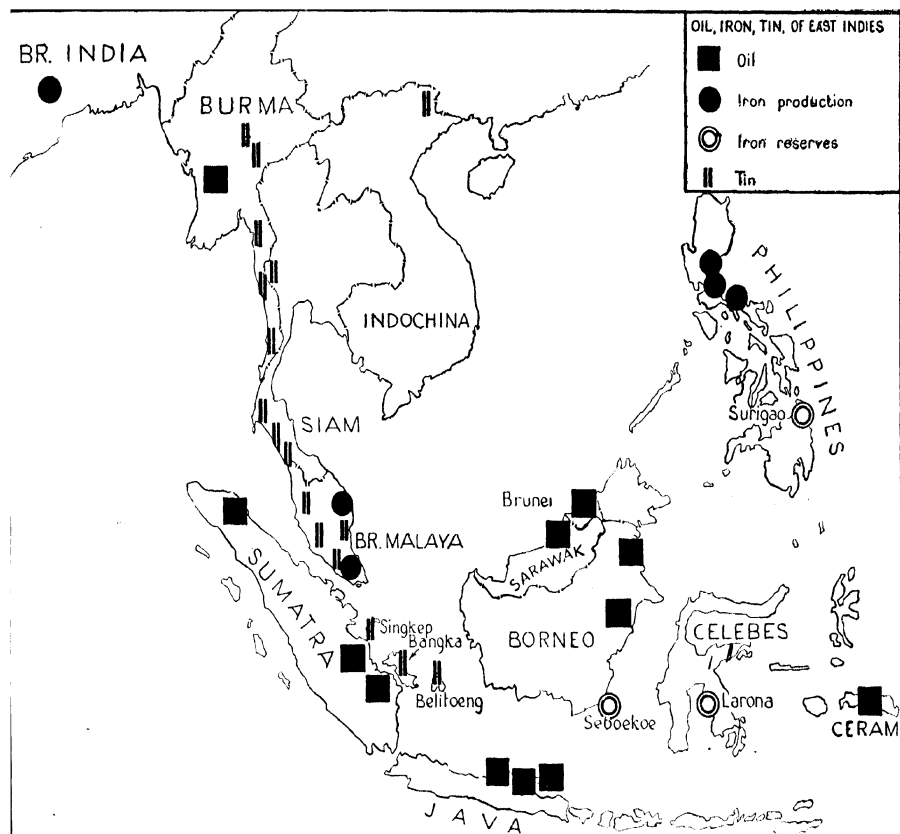 OIL, IRON, TIN, OF EAST INDIES
Oil
Iron production
Iron reserves
Tin
BR. INDIA
BURMA
PHILIPPINES
INDOCHINA
Surigao
SIAM
Brunei
BR. MALAYA
SARAWAK
SUMATRA
Singkep
Bangka
BORNEO
CELEBES
Belitoeng
Seboekoe
Larona
CERAM
JAVA